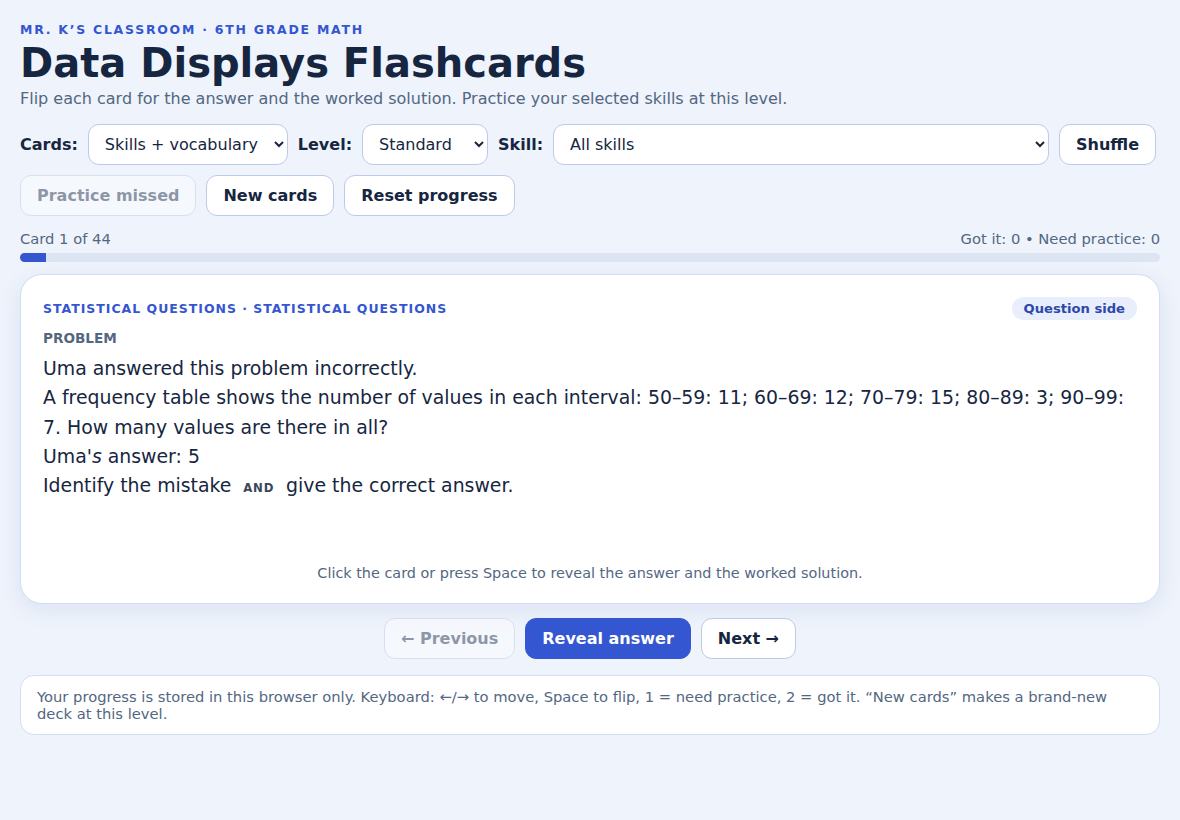 MR. K’S CLASSROOM · 6TH GRADE MATH
Data Displays Flashcards
Flip each card for the answer and the worked solution. Practice your selected skills at this level.
Cards: Skills + vocabulary Level: Standard Skill: All skills Shuffle
Practice missed New cards Reset progress
Card 1 of 44 Got it: 0 • Need practice: 0
STATISTICAL QUESTIONS · STATISTICAL QUESTIONS Question side
PROBLEM
Uma answered this problem incorrectly.
A frequency table shows the number of values in each interval: 50–59: 11; 60–69: 12; 70–79: 15; 80–89: 3; 90–99:
7. How many values are there in all?
Uma's answer: 5
Identify the mistake AND give the correct answer.
Click the card or press Space to reveal the answer and the worked solution.
← Previous Reveal answer Next →
Your progress is stored in this browser only. Keyboard: ←/→ to move, Space to flip, 1 = need practice, 2 = got it. “New cards” makes a brand-new
deck at this level.